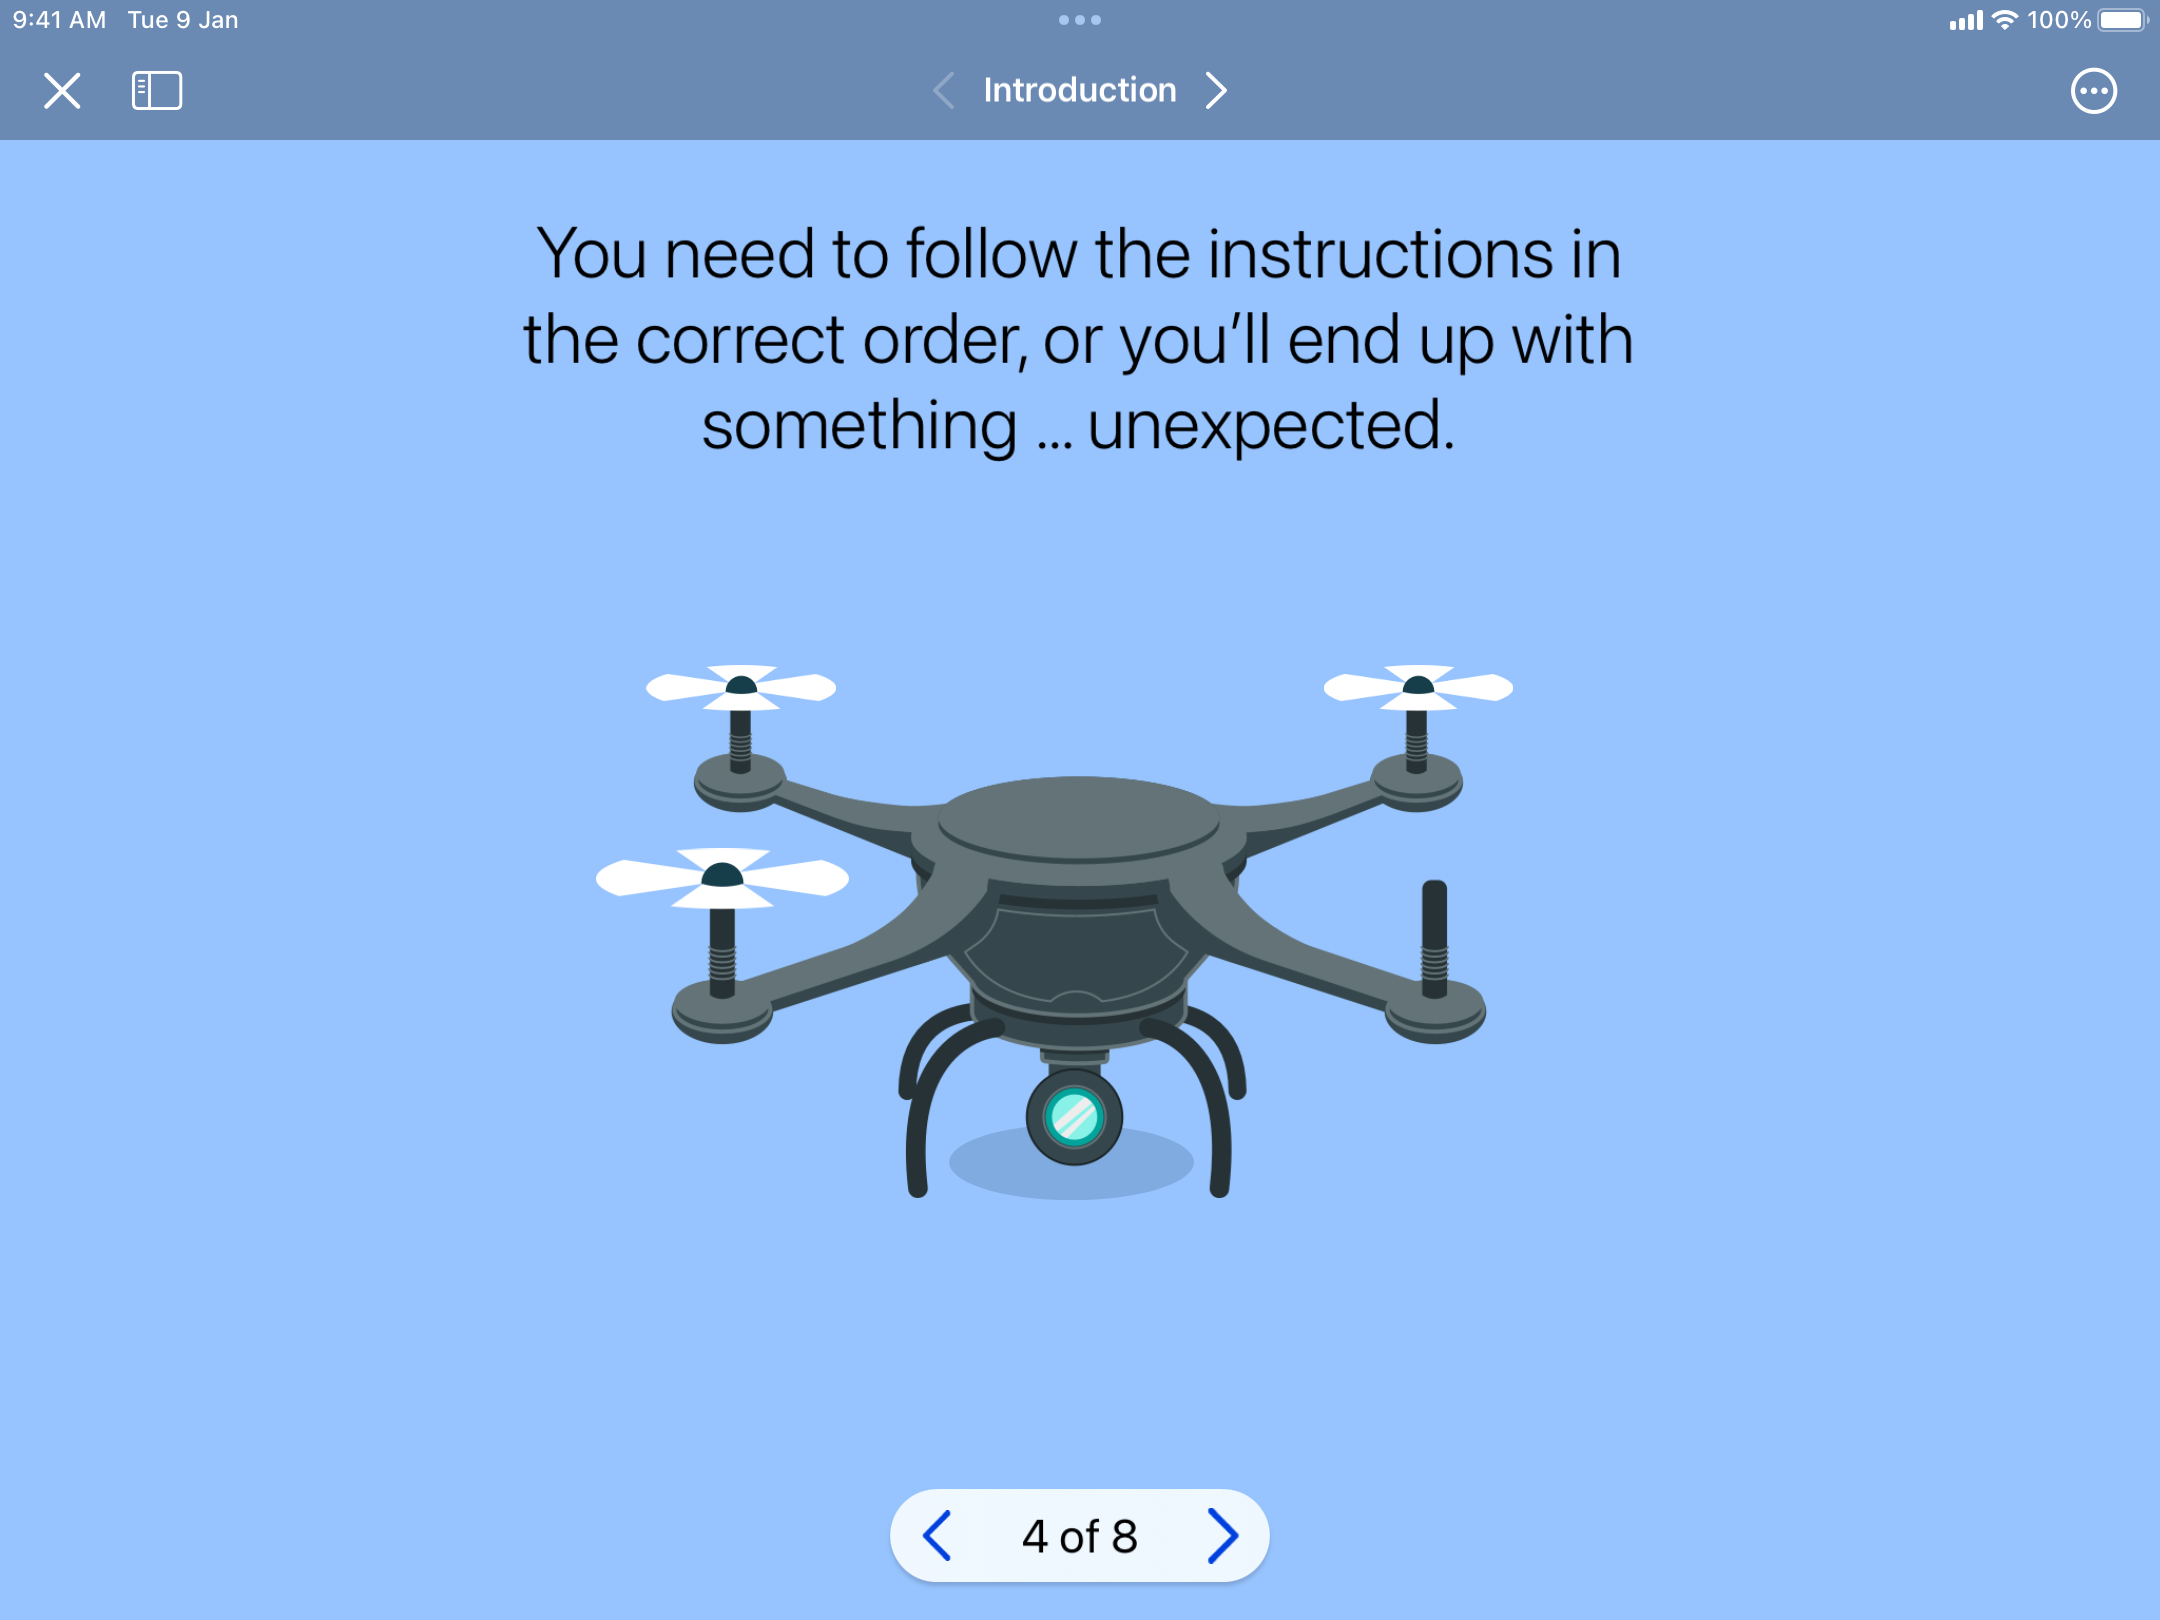 9:41 AM Tue 9 Jan
100%
Introduction
You need to follow the instructions in
the correct order, or you’ll end up with
something … unexpected.
4 of 8